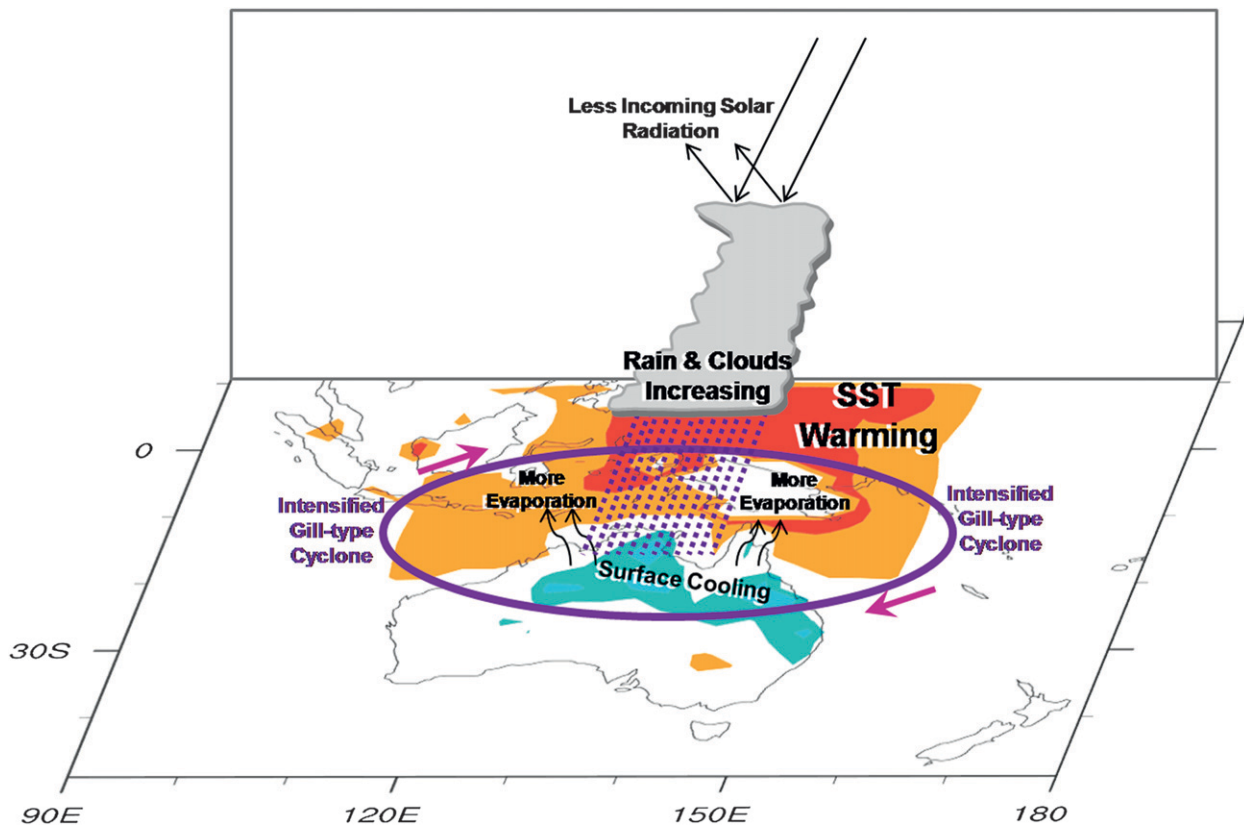 Less Incoming Solar
Radiation
Rain & Clouds
Increasing
SST
Warming
0
More
Evaporation
More
Evaporation
Intensified
Gill-type
Cyclone
Intensified
Gill-type
Cyclone
Surface Cooling
30S
90E
120E
150E
180